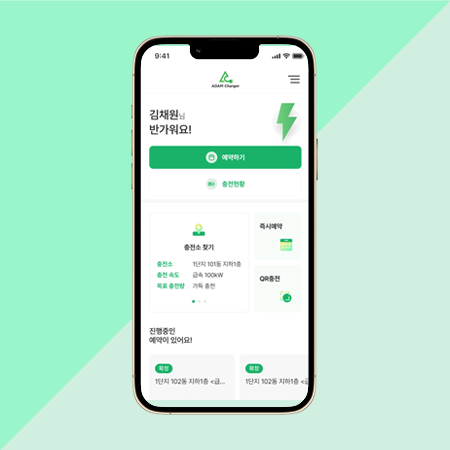 9:41
ADAPI Charger
김채원님
반가워요!
예약하기
충전현황
충전소 찾기
충전소 1단지 101동 지하1층
충전 속도 급속 100kW
목표 충전량 가득 충전
즉시예약
QR충전
진행중인
예약이 있어요!
확정
1단지 102동 지하1층 <급...
확정
1단지 102동 지하1층 <급